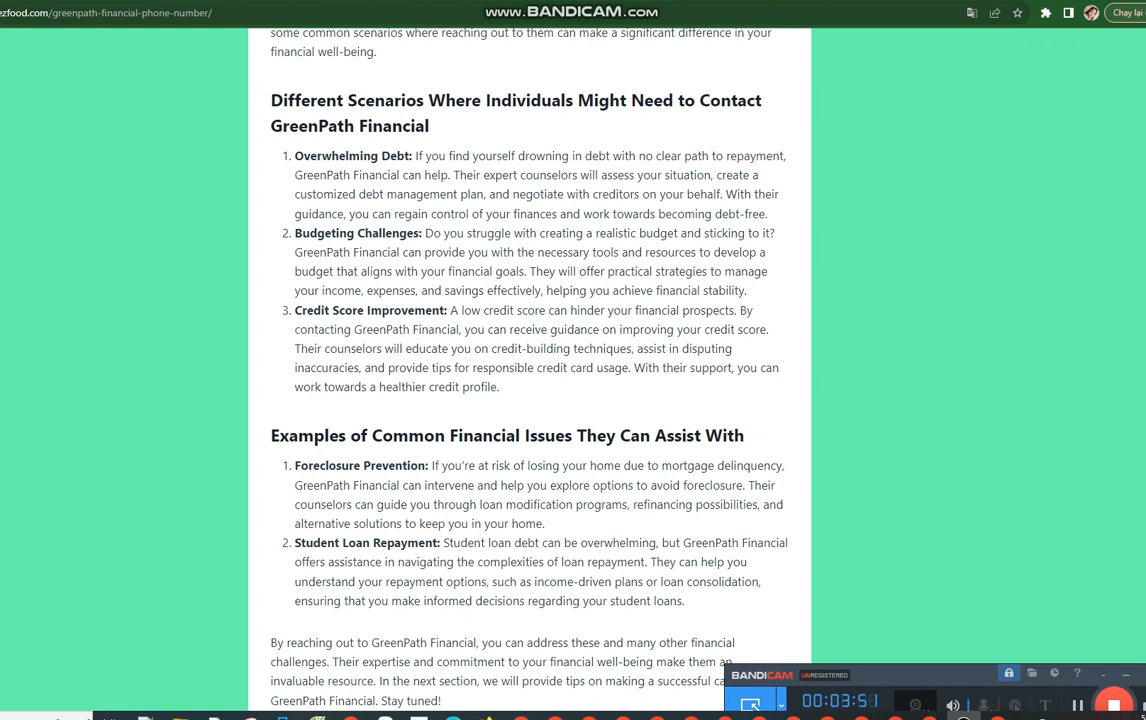 ezfood.com/greenpath-financial-phone-number/
www.BANDICAM.com
Chạy lại
some common scenarios where reaching out to them can make a significant difference in your
financial well-being.
Different Scenarios Where Individuals Might Need to Contact
GreenPath Financial
1. Overwhelming Debt: If you find yourself drowning in debt with no clear path to repayment,
GreenPath Financial can help. Their expert counselors will assess your situation, create a
customized debt management plan, and negotiate with creditors on your behalf. With their
guidance, you can regain control of your finances and work towards becoming debt-free.
2. Budgeting Challenges: Do you struggle with creating a realistic budget and sticking to it?
GreenPath Financial can provide you with the necessary tools and resources to develop a
budget that aligns with your financial goals. They will offer practical strategies to manage
your income, expenses, and savings effectively, helping you achieve financial stability.
3. Credit Score Improvement: A low credit score can hinder your financial prospects. By
contacting GreenPath Financial, you can receive guidance on improving your credit score.
Their counselors will educate you on credit-building techniques, assist in disputing
inaccuracies, and provide tips for responsible credit card usage. With their support, you can
work towards a healthier credit profile.
Examples of Common Financial Issues They Can Assist With
1. Foreclosure Prevention: If you’re at risk of losing your home due to mortgage delinquency,
GreenPath Financial can intervene and help you explore options to avoid foreclosure. Their
counselors can guide you through loan modification programs, refinancing possibilities, and
alternative solutions to keep you in your home.
2. Student Loan Repayment: Student loan debt can be overwhelming, but GreenPath Financial
offers assistance in navigating the complexities of loan repayment. They can help you
understand your repayment options, such as income-driven plans or loan consolidation,
ensuring that you make informed decisions regarding your student loans.
By reaching out to GreenPath Financial, you can address these and many other financial
challenges. Their expertise and commitment to your financial well-being make them an
invaluable resource. In the next section, we will provide tips on making a successful
GreenPath Financial. Stay tuned!
BANDICAM UNREGISTERED
00:03:51